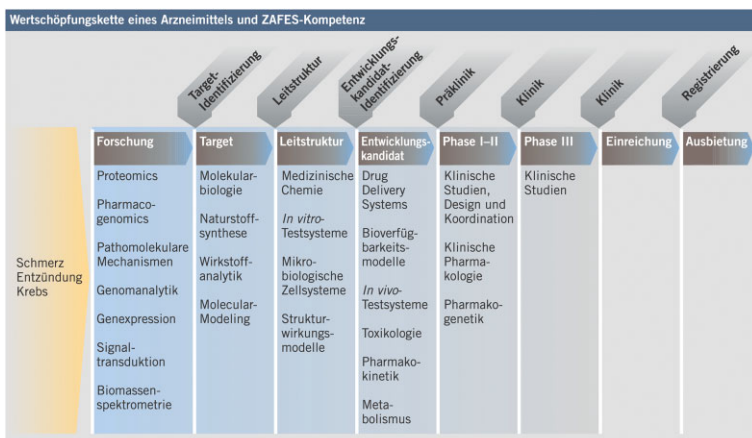 Wertschöpfungskette eines Arzneimittels und ZAFES-Kompetenz
Target-
Identifizierung
Leitstruktur
Entwicklungs-
kandidat-
Identifizierung
Präklinik
Klinik
Klinik
Registrierung
Forschung
Target
Leitstruktur
Entwicklungs-
kandidat
Phase I–II
Phase III
Einreichung
Ausbietung
Schmerz
Entzündung
Krebs
Proteomics
Pharmaco-
genomics
Pathomolekulare
Mechanismen
Genomanalytik
Genexpression
Signal-
transduktion
Biomassen-
spektrometrie
Molekular-
biologie
Naturstoff-
synthese
Wirkstoff-
analytik
Molecular-
Modeling
Medizinische
Chemie
In vitro-
Testsysteme
Mikro-
biologische
Zellsysteme
Struktur-
wirkungs-
modelle
Drug
Delivery
Systems
Bioverfüg-
barkeits-
modelle
In vivo-
Testsysteme
Toxikologie
Pharmako-
kinetik
Meta-
bolismus
Klinische
Studien,
Design und
Koordination
Klinische
Pharma-
kologie
Pharmako-
genetik
Klinische
Studien